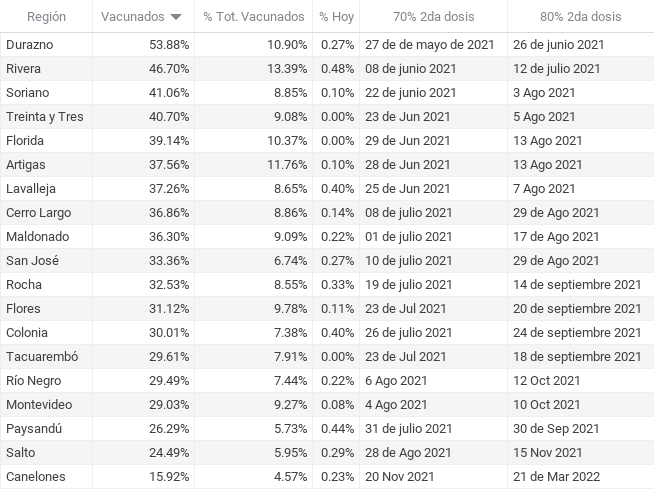 Región Vacunados % Tot. Vacunados % Hoy 70% 2da dosis 80% 2da dosis
Durazno 53.88% 10.90% 0.27% 27 de de mayo de 2021 26 de junio 2021
Rivera 46.70% 13.39% 0.48% 08 de junio 2021 12 de julio 2021
Soriano 41.06% 8.85% 0.10% 22 de junio 2021 3 Ago 2021
Treinta y Tres 40.70% 9.08% 0.00% 23 de Jun 2021 5 Ago 2021
Florida 39.14% 10.37% 0.00% 29 de Jun 2021 13 Ago 2021
Artigas 37.56% 11.76% 0.10% 28 de Jun 2021 13 Ago 2021
Lavalleja 37.26% 8.65% 0.40% 25 de Jun 2021 7 Ago 2021
Cerro Largo 36.86% 8.86% 0.14% 08 de julio 2021 29 de Ago 2021
Maldonado 36.30% 9.09% 0.22% 01 de julio 2021 17 de Ago 2021
San José 33.36% 6.74% 0.27% 10 de julio 2021 29 de Ago 2021
Rocha 32.53% 8.55% 0.33% 19 de julio 2021 14 de septiembre 2021
Flores 31.12% 9.78% 0.11% 23 de Jul 2021 20 de septiembre 2021
Colonia 30.01% 7.38% 0.40% 26 de julio 2021 24 de septiembre 2021
Tacuarembó 29.61% 7.91% 0.00% 23 de Jul 2021 18 de septiembre 2021
Río Negro 29.49% 7.44% 0.22% 6 Ago 2021 12 Oct 2021
Montevideo 29.03% 9.27% 0.08% 4 Ago 2021 10 Oct 2021
Paysandú 26.29% 5.73% 0.44% 31 de julio 2021 30 de Sep 2021
Salto 24.49% 5.95% 0.29% 28 de Ago 2021 15 Nov 2021
Canelones 15.92% 4.57% 0.23% 20 Nov 2021 21 de Mar 2022